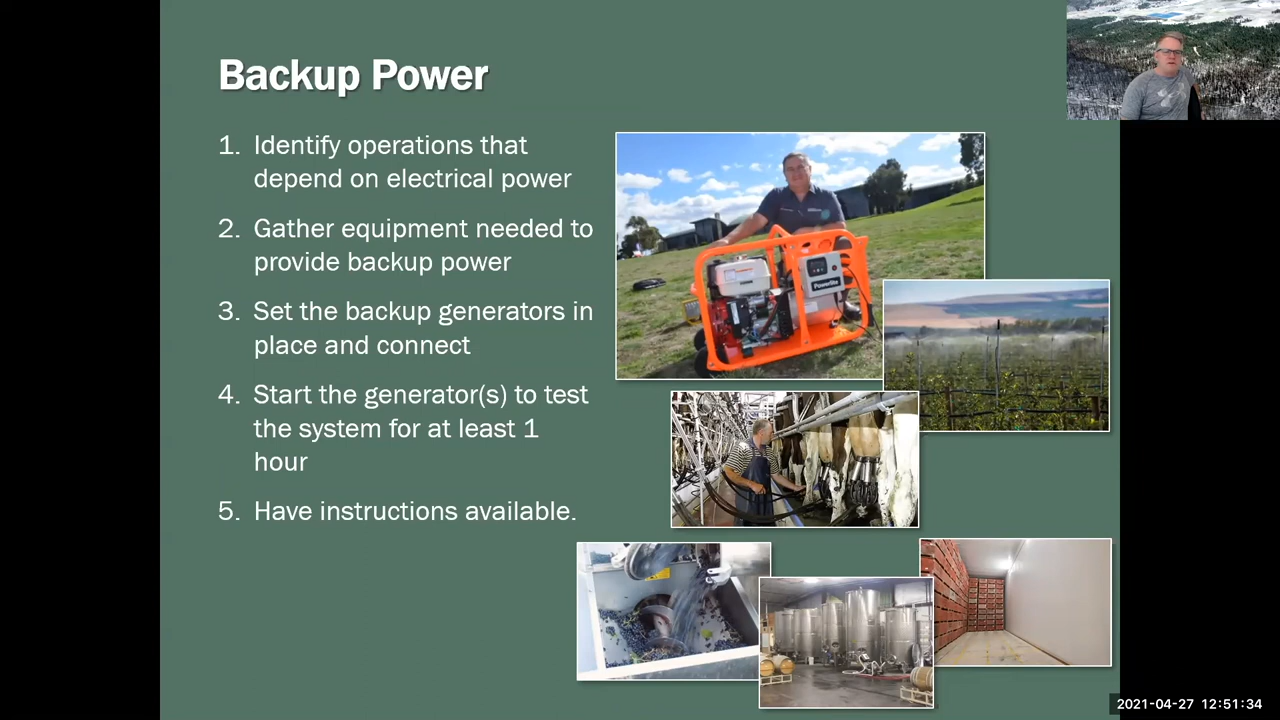 Backup Power
1. Identify operations that
depend on electrical power
2. Gather equipment needed to
provide backup power
3. Set the backup generators in
place and connect
4. Start the generator(s) to test
the system for at least 1
hour
5. Have instructions available.
PowerLite
2021-04-27 12:51:34